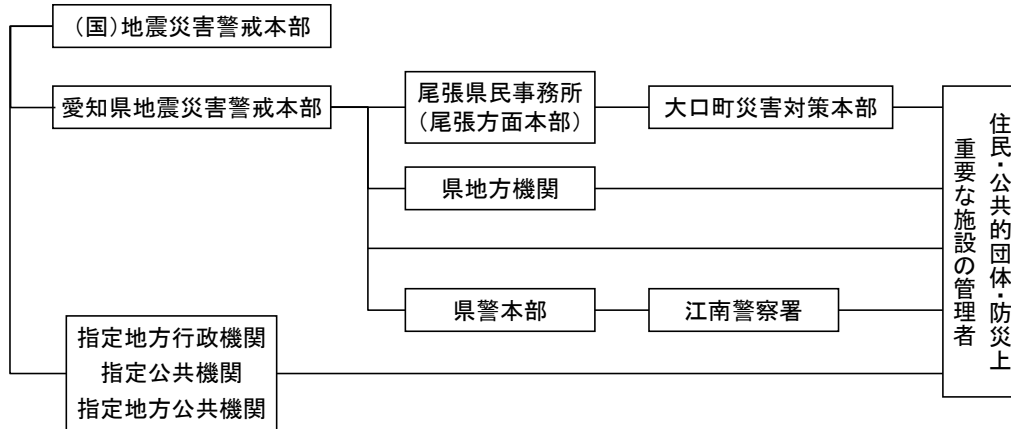 （国）地震災害警戒本部
愛知県地震災害警戒本部
尾張県民事務所
（尾張方面本部）
大口町災害対策本部
県地方機関
県警本部
江南警察署
指定地方行政機関
指定公共機関
指定地方公共機関
住民・公共的団体・防災上
重要な施設の管理者